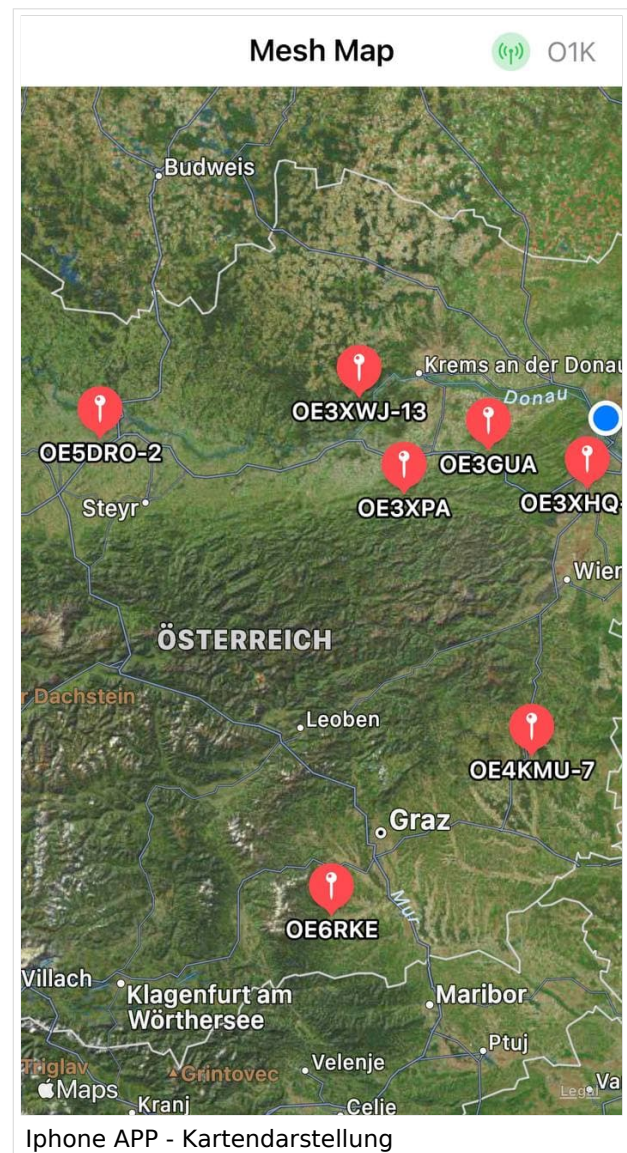 Mesh Map
O1K
Budweis
Krems an der Donau
OE3XWJ-13
Donau
OE5DRO-2
OE3GUA
OE3XPA
OE3XHQ-
Steyr
Wier
ÖSTERREICH
r Dachstein
Leoben
OE4KMU-7
Graz
OE6RKE
Mur
Villach
Klagenfurt am
Wörthersee
Maribor
Ptuj
Triglav
Grintovec
Velenje
Maps
Legal
Va
Kranj
Celje
Iphone APP - Kartendarstellung